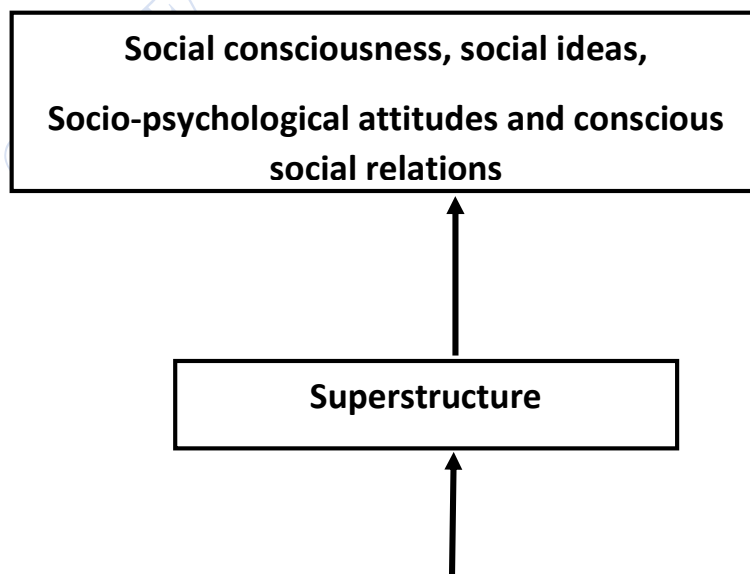 Social consciousness, social ideas,
Socio-psychological attitudes and conscious
social relations
Superstructure